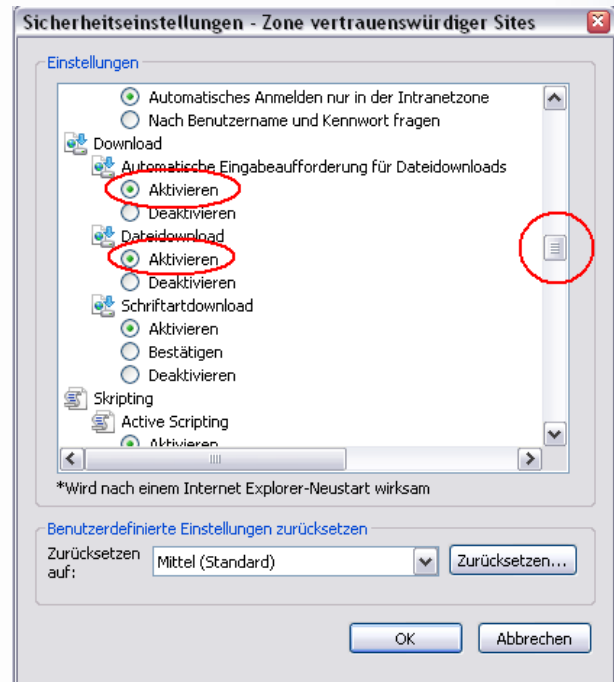 Sicherheitseinstellungen - Zone vertrauenswürdiger Sites
Einstellungen
Automatisches Anmelden nur in der Intranetzone
Nach Benutzername und Kennwort fragen
Download
Automatische Eingabeaufforderung für Dateidownloads
Aktivieren
Deaktivieren
Dateidownload
Aktivieren
Deaktivieren
Schriftartdownload
Aktivieren
Bestätigen
Deaktivieren
Skripting
Active Scripting
Aktivieren
*Wird nach einem Internet Explorer-Neustart wirksam
Benutzerdefinierte Einstellungen zurücksetzen
Zurücksetzen auf:
Mittel (Standard)
Zurücksetzen...
OK
Abbrechen